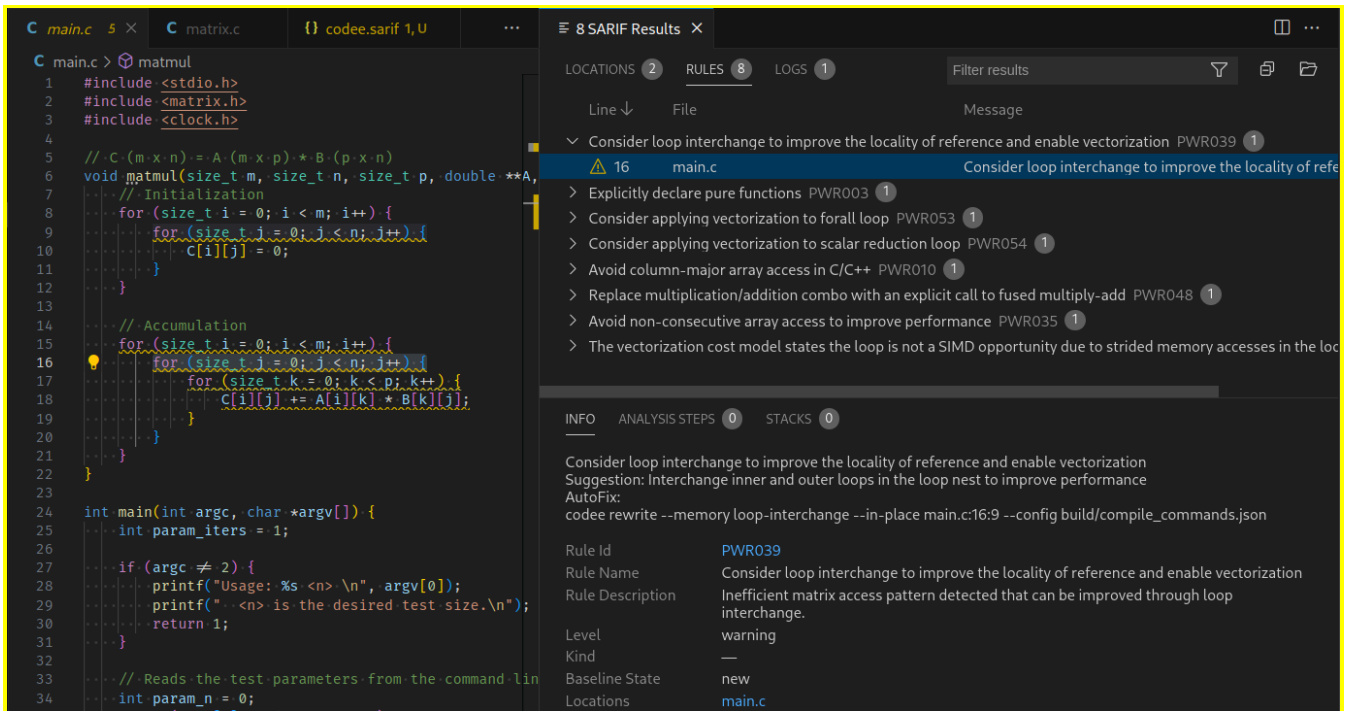 main.c 5 matrix.c codee.sarif 1, U ···
main.c > matmul
1 #include <stdio.h>
2 #include <matrix.h>
3 #include <clock.h>
4
5 // C (m x n) = A (m x p) * B (p x n)
6 void matmul(size_t m, size_t n, size_t p, double **A,
7 // Initialization
8 for (size_t i = 0; i < m; i++) {
9 for (size_t j = 0; j < n; j++) {
10 C[i][j] = 0;
11 }
12 }
13
14 // Accumulation
15 for (size_t i = 0; i < m; i++) {
16 for (size_t j = 0; j < n; j++) {
17 for (size_t k = 0; k < p; k++) {
18 C[i][j] += A[i][k] * B[k][j];
19 }
20 }
21 }
22 }
23
24 int main(int argc, char *argv[]) {
25 int param_iters = 1;
26
27 if (argc ≠ 2) {
28 printf("Usage: %s <n> \n", argv[0]);
29 printf("  <n> is the desired test size.\n");
30 return 1;
31 }
32
33 // Reads the test parameters from the command lin
34 int param_n = 0;
8 SARIF Results
LOCATIONS 2 RULES 8 LOGS 1 Filter results
Line File Message
Consider loop interchange to improve the locality of reference and enable vectorization PWR039 1
16 main.c Consider loop interchange to improve the locality of refe
Explicitly declare pure functions PWR003 1
Consider applying vectorization to forall loop PWR053 1
Consider applying vectorization to scalar reduction loop PWR054 1
Avoid column-major array access in C/C++ PWR010 1
Replace multiplication/addition combo with an explicit call to fused multiply-add PWR048 1
Avoid non-consecutive array access to improve performance PWR035 1
The vectorization cost model states the loop is not a SIMD opportunity due to strided memory accesses in the loc
INFO ANALYSIS STEPS 0 STACKS 0
Consider loop interchange to improve the locality of reference and enable vectorization
Suggestion: Interchange inner and outer loops in the loop nest to improve performance
AutoFix:
codee rewrite --memory loop-interchange --in-place main.c:16:9 --config build/compile_commands.json
Rule Id PWR039
Rule Name Consider loop interchange to improve the locality of reference and enable vectorization
Rule Description Inefficient matrix access pattern detected that can be improved through loop
interchange.
Level warning
Kind —
Baseline State new
Locations main.c